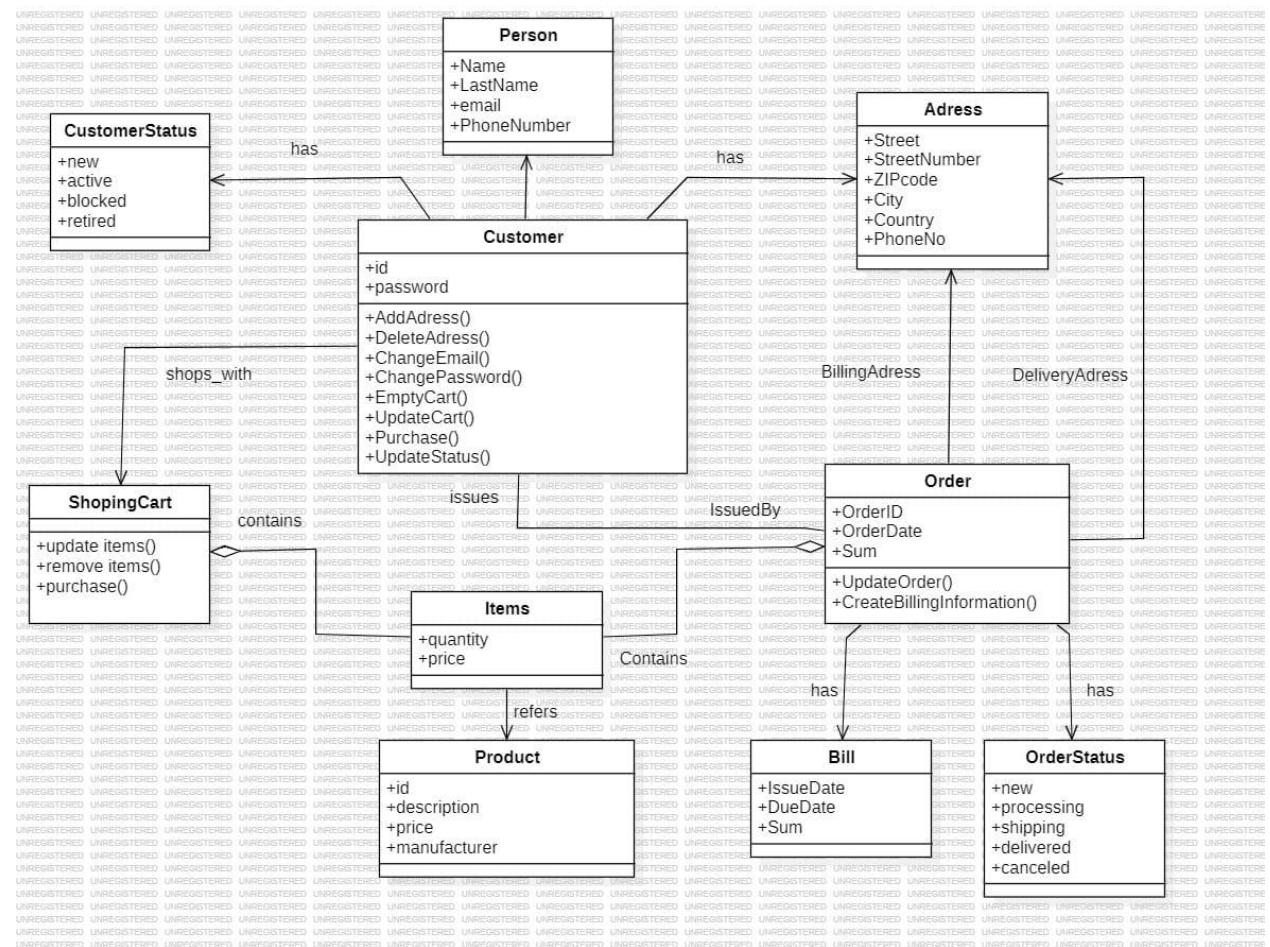 Person
+Name
+LastName
+email
+PhoneNumber
CustomerStatus
+new
+active
+blocked
+retired
has
has
Adress
+Street
+StreetNumber
+ZIPcode
+City
+Country
+PhoneNo
Customer
+id
+password
+AddAdress()
+DeleteAdress()
+ChangeEmail()
+ChangePassword()
+EmptyCart()
+UpdateCart()
+Purchase()
+UpdateStatus()
shops_with
BillingAdress
DeliveryAdress
ShopingCart
+update items()
+remove items()
+purchase()
contains
issues
IssuedBy
Order
+OrderID
+OrderDate
+Sum
+UpdateOrder()
+CreateBillingInformation()
Items
+quantity
+price
Contains
refers
has
has
Product
+id
+description
+price
+manufacturer
Bill
+IssueDate
+DueDate
+Sum
OrderStatus
+new
+processing
+shipping
+delivered
+canceled
UNREGISTERED